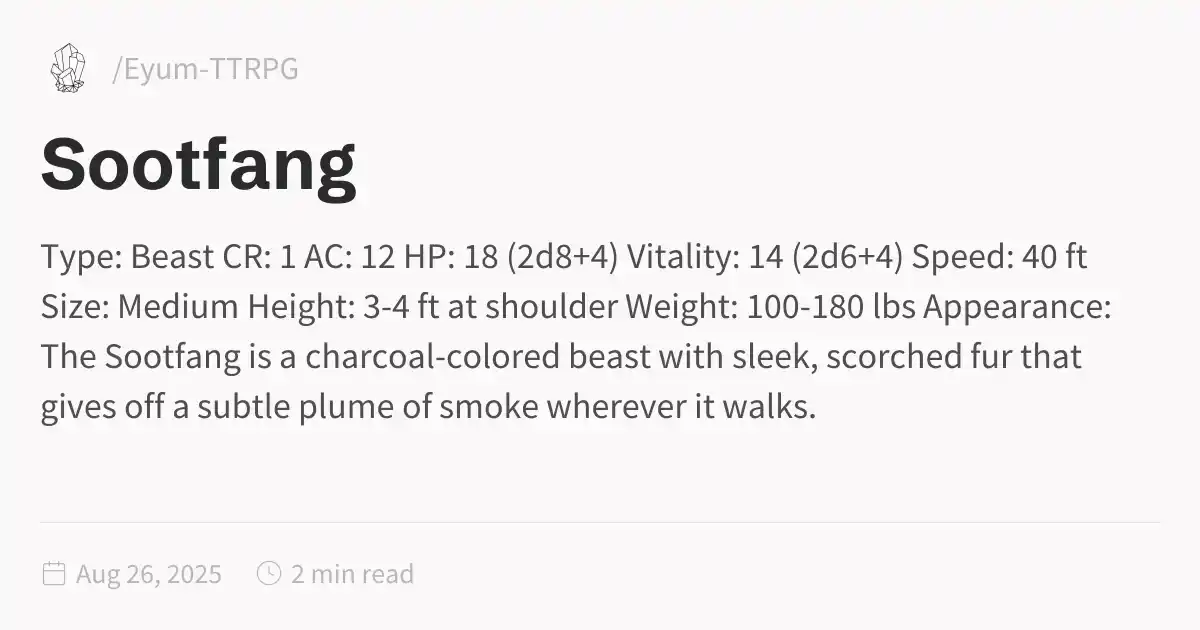 /Eyum-TTRPG
Sootfang
Type: Beast CR: 1 AC: 12 HP: 18 (2d8+4) Vitality: 14 (2d6+4) Speed: 40 ft
Size: Medium Height: 3-4 ft at shoulder Weight: 100-180 lbs Appearance:
The Sootfang is a charcoal-colored beast with sleek, scorched fur that
gives off a subtle plume of smoke wherever it walks.
Aug 26, 2025 2 min read